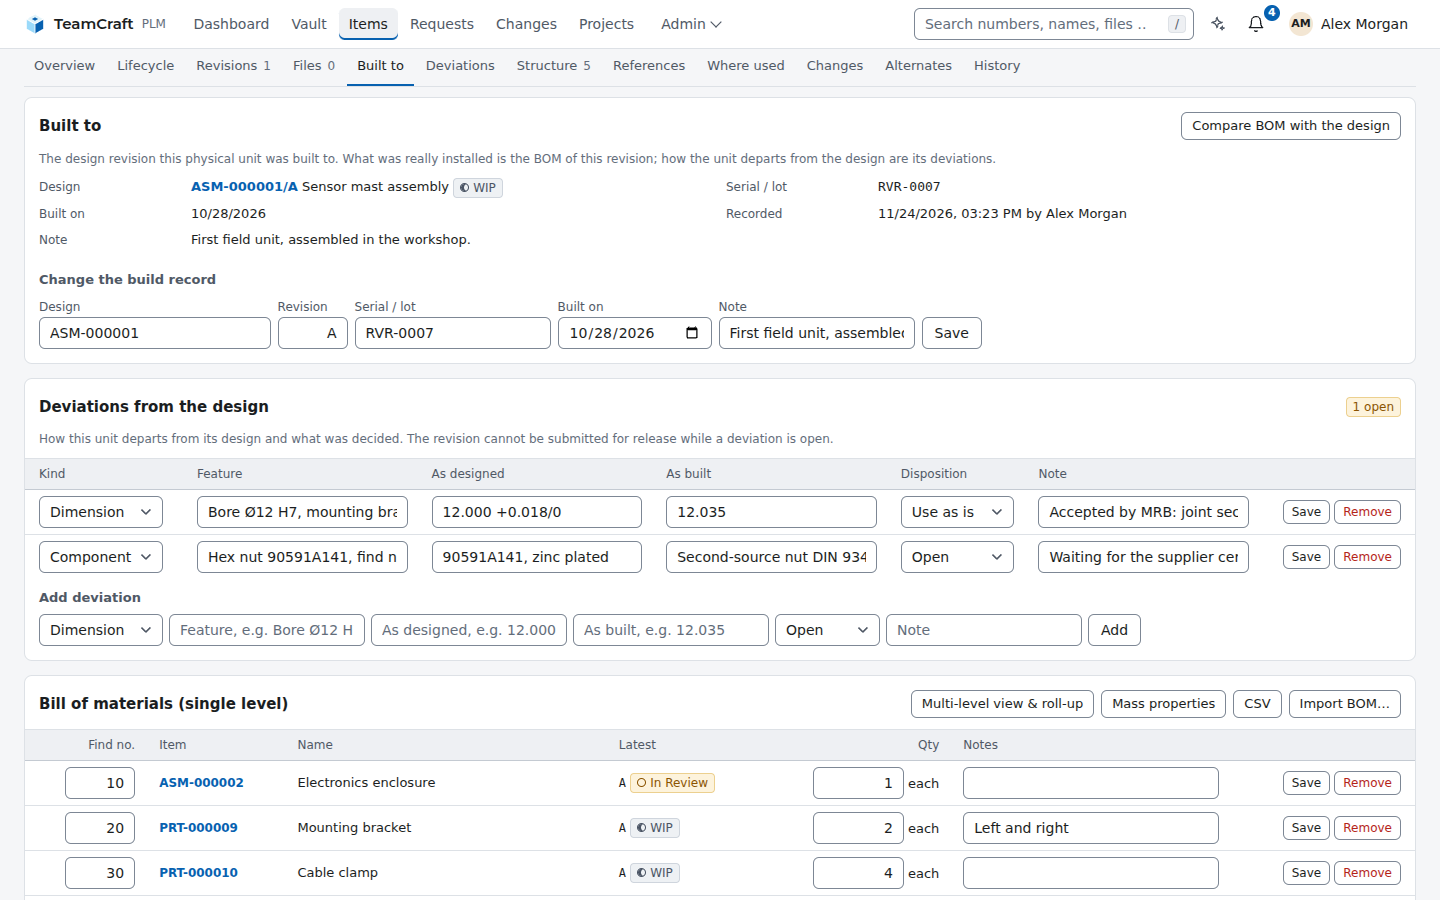 TeamCraft PLM Dashboard Vault Items Requests Changes Projects Admin Search numbers, names, files .. / 4 AM Alex Morgan
Overview Lifecycle Revisions 1 Files 0 Built to Deviations Structure 5 References Where used Changes Alternates History
Built to Compare BOM with the design
The design revision this physical unit was built to. What was really installed is the BOM of this revision; how the unit departs from the design are its deviations.
Design ASM-000001/A Sensor mast assembly WIP Serial / lot RVR-0007
Built on 10/28/2026 Recorded 11/24/2026, 03:23 PM by Alex Morgan
Note First field unit, assembled in the workshop.
Change the build record
Design Revision Serial / lot Built on Note
ASM-000001 A RVR-0007 10/28/2026 First field unit, assembled Save
Deviations from the design 1 open
How this unit departs from its design and what was decided. The revision cannot be submitted for release while a deviation is open.
Kind Feature As designed As built Disposition Note
Dimension Bore Ø12 H7, mounting bra 12.000 +0.018/0 12.035 Use as is Accepted by MRB: joint sec Save Remove
Component Hex nut 90591A141, find n 90591A141, zinc plated Second-source nut DIN 934 Open Waiting for the supplier cer Save Remove
Add deviation
Dimension Feature, e.g. Bore Ø12 H As designed, e.g. 12.000 As built, e.g. 12.035 Open Note Add
Bill of materials (single level) Multi-level view & roll-up Mass properties CSV Import BOM...
Find no. Item Name Latest Qty Notes
10 ASM-000002 Electronics enclosure A In Review 1 each Save Remove
20 PRT-000009 Mounting bracket A WIP 2 each Left and right Save Remove
30 PRT-000010 Cable clamp A WIP 4 each Save Remove